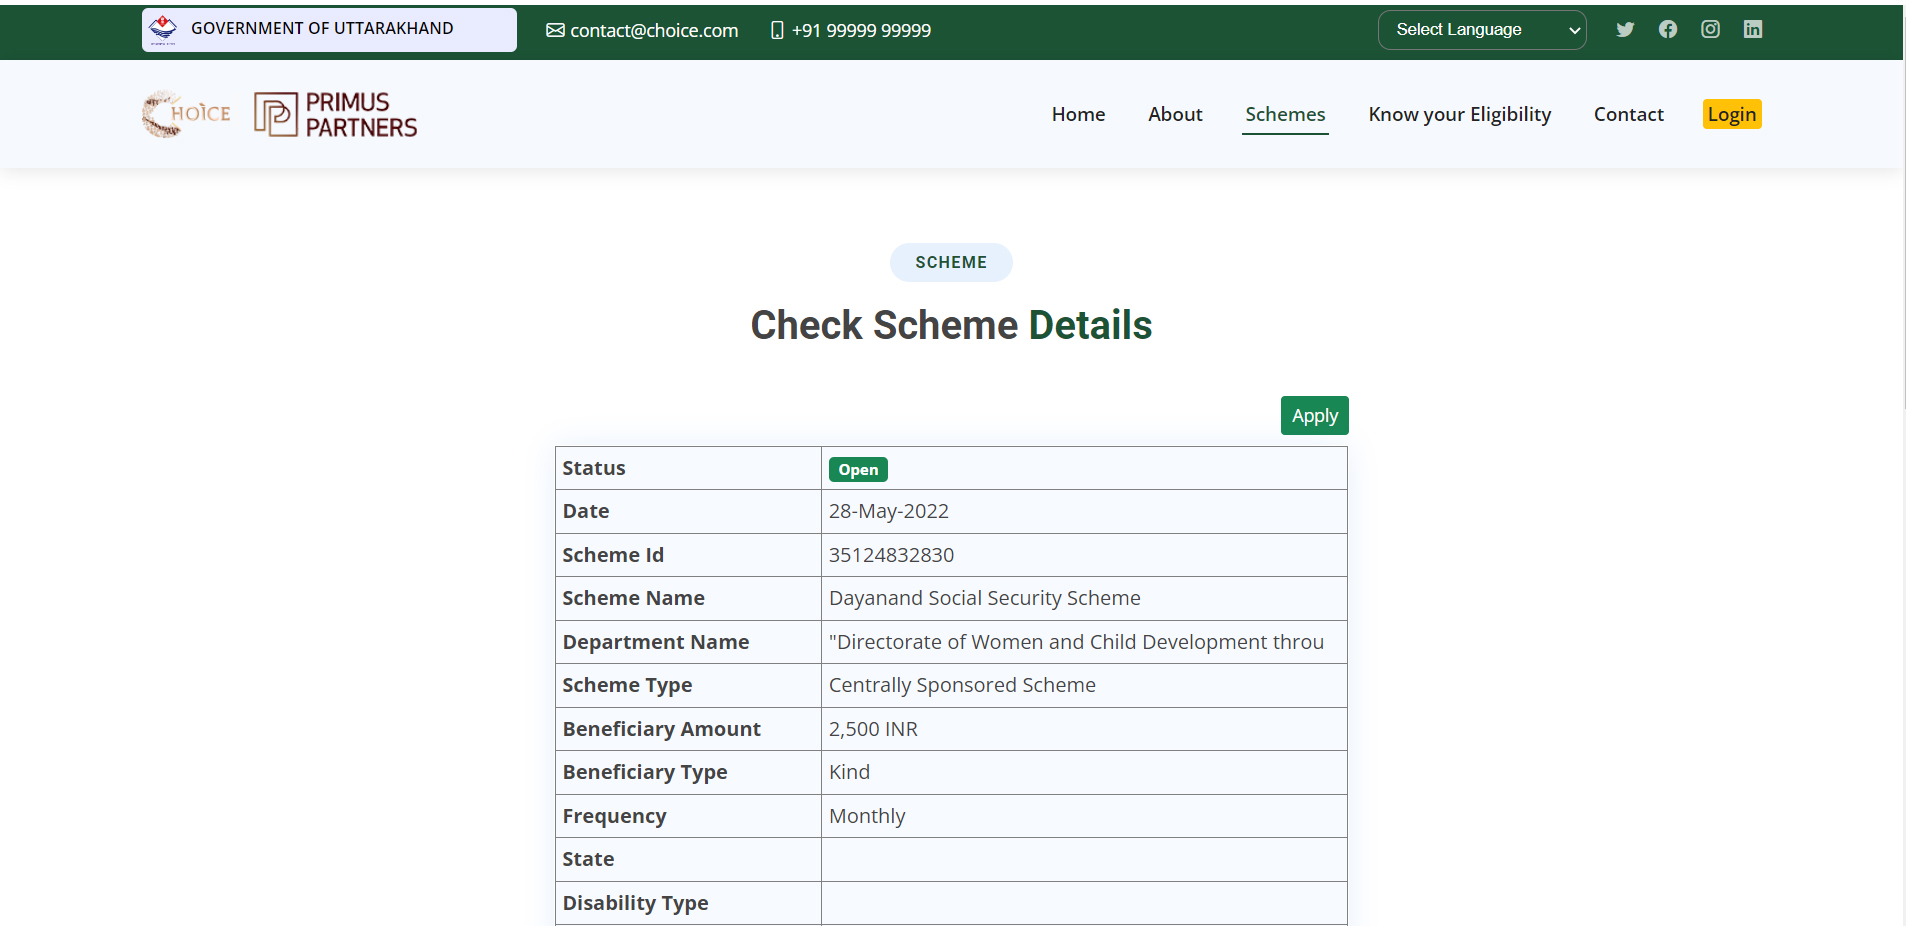 GOVERNMENT OF UTTARAKHAND
contact@choice.com
+91 99999 99999
Select Language
CHOICE
PRIMUS
PARTNERS
Home
About
Schemes
Know your Eligibility
Contact
Login
SCHEME
Check Scheme Details
Apply
Status Open
Date 28-May-2022
Scheme Id 35124832830
Scheme Name Dayanand Social Security Scheme
Department Name "Directorate of Women and Child Development throu
Scheme Type Centrally Sponsored Scheme
Beneficiary Amount 2,500 INR
Beneficiary Type Kind
Frequency Monthly
State
Disability Type